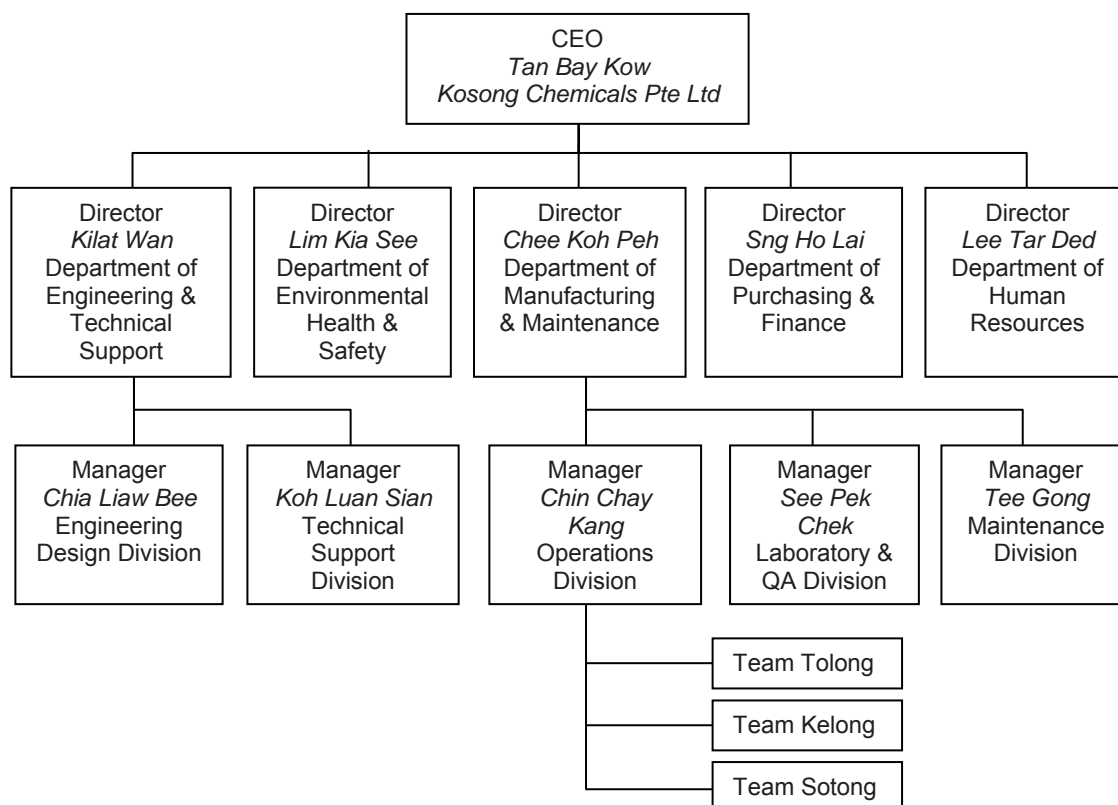 CEO
Tan Bay Kow
Kosong Chemicals Pte Ltd
Director
Kilat Wan
Department of
Engineering &
Technical
Support
Director
Lim Kia See
Department of
Environmental
Health &
Safety
Director
Chee Koh Peh
Department of
Manufacturing
& Maintenance
Director
Sng Ho Lai
Department of
Purchasing &
Finance
Director
Lee Tar Ded
Department of
Human
Resources
Manager
Chia Liaw Bee
Engineering
Design Division
Manager
Koh Luan Sian
Technical
Support
Division
Manager
Chin Chay
Kang
Operations
Division
Manager
See Pek
Chek
Laboratory &
QA Division
Manager
Tee Gong
Maintenance
Division
Team Tolong
Team Kelong
Team Sotong